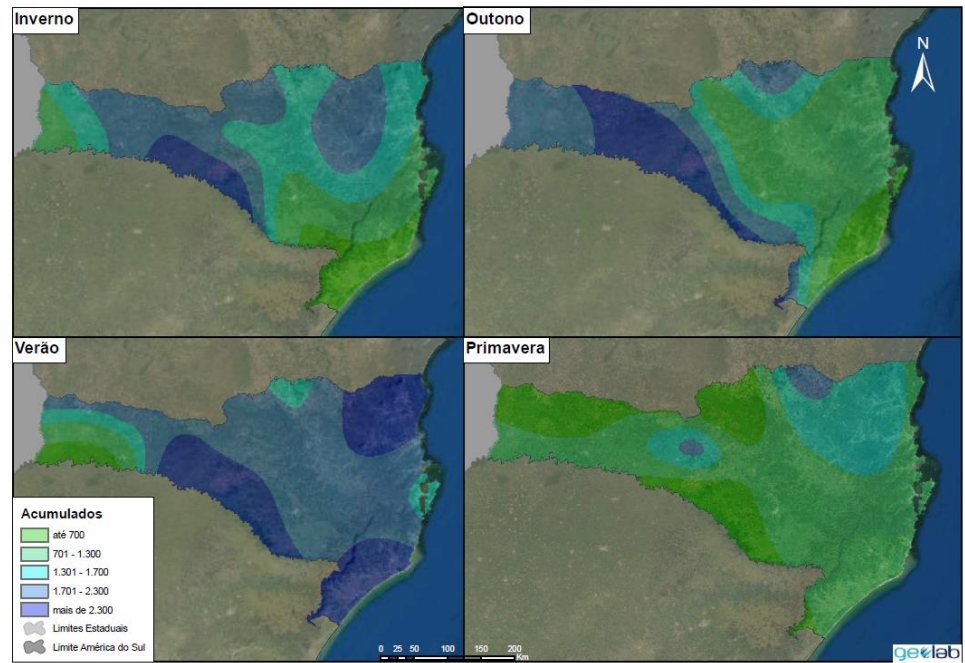 Inverno
Outono
N
Verão
Primavera
Acumulados
até 700
701 - 1.300
1.301 - 1.700
1.701 - 2.300
mais de 2.300
Limites Estaduais
Limite América do Sul
0 25 50 100 150 200
Km
geolab